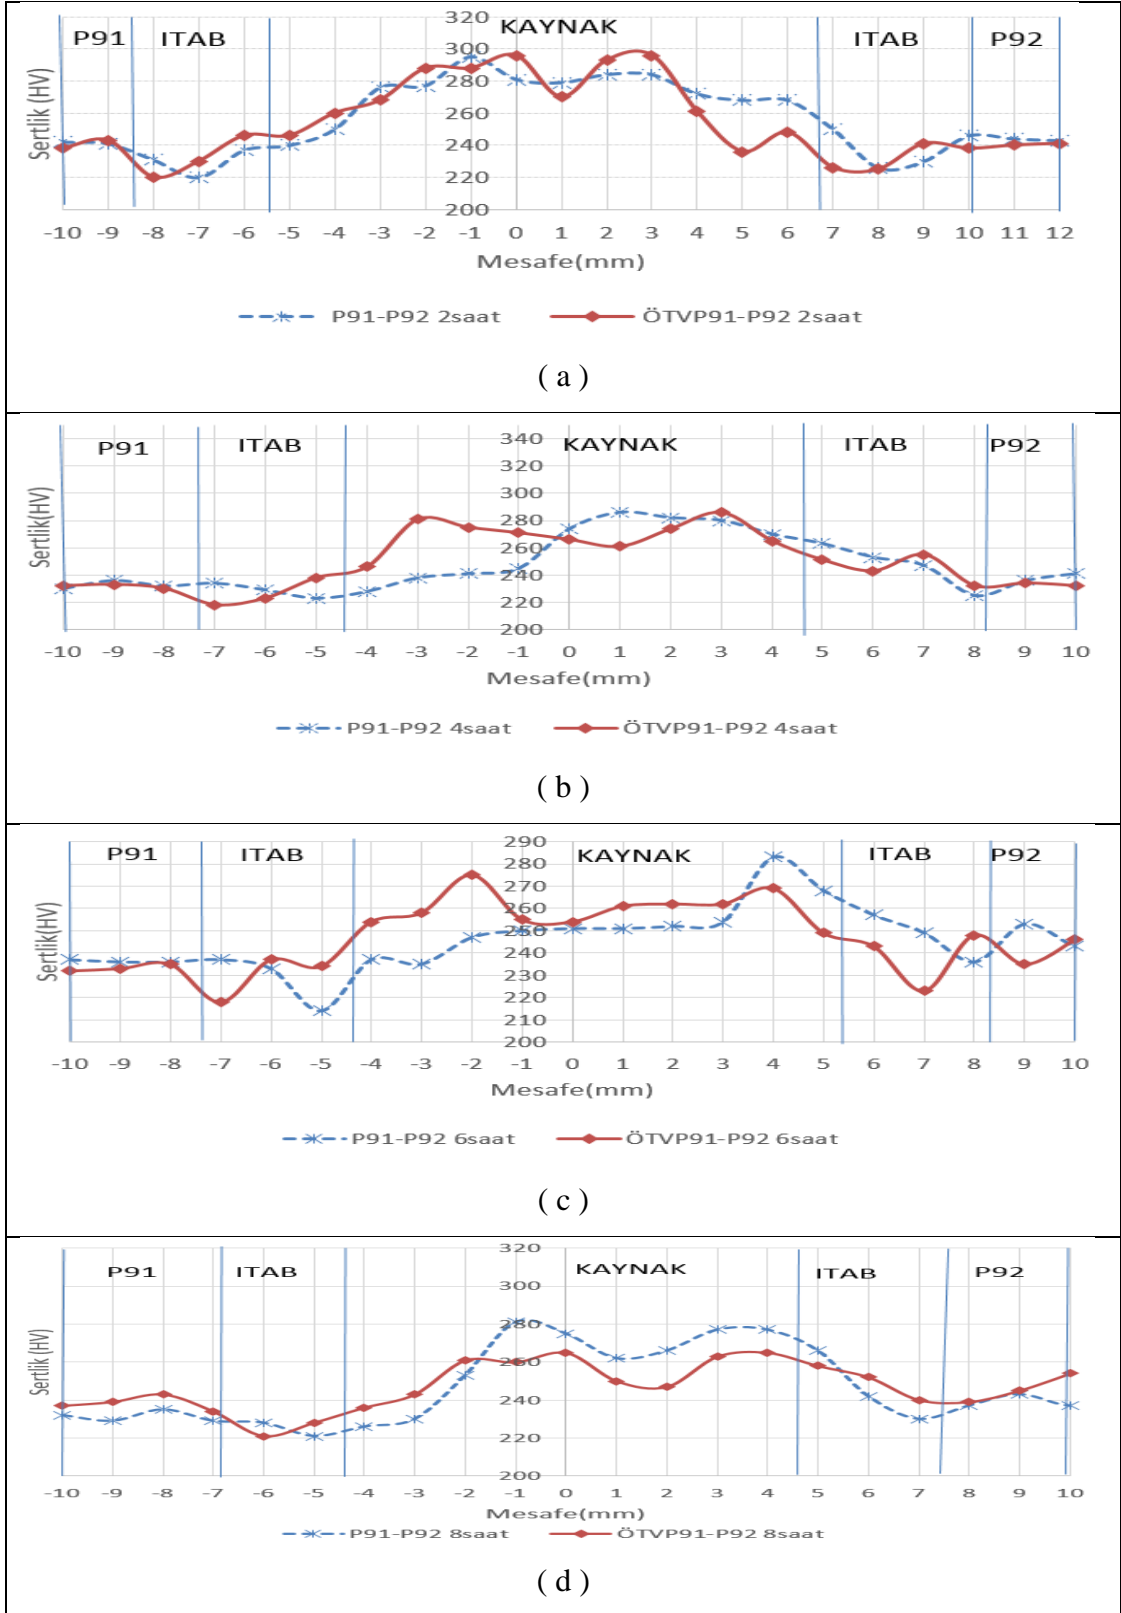 P91 ITAB KAYNAK ITAB P92
Sertlik (HV)
320
300
280
260
240
220
200
-10 -9 -8 -7 -6 -5 -4 -3 -2 -1 0 1 2 3 4 5 6 7 8 9 10 11 12
Mesafe(mm)
P91-P92 2saat ÖTVP91-P92 2saat
( a )
P91 ITAB KAYNAK ITAB P92
Sertlik(HV)
340
320
300
280
260
240
220
200
-10 -9 -8 -7 -6 -5 -4 -3 -2 -1 0 1 2 3 4 5 6 7 8 9 10
Mesafe(mm)
P91-P92 4saat ÖTVP91-P92 4saat
( b )
P91 ITAB KAYNAK ITAB P92
Sertlik(HV)
290
280
270
260
250
240
230
220
210
200
-10 -9 -8 -7 -6 -5 -4 -3 -2 -1 0 1 2 3 4 5 6 7 8 9 10
Mesafe(mm)
P91-P92 6saat ÖTVP91-P92 6saat
( c )
P91 ITAB KAYNAK ITAB P92
Sertlik (HV)
320
300
280
260
240
220
200
-10 -9 -8 -7 -6 -5 -4 -3 -2 -1 0 1 2 3 4 5 6 7 8 9 10
Mesafe(mm)
P91-P92 8saat ÖTVP91-P92 8saat
( d )